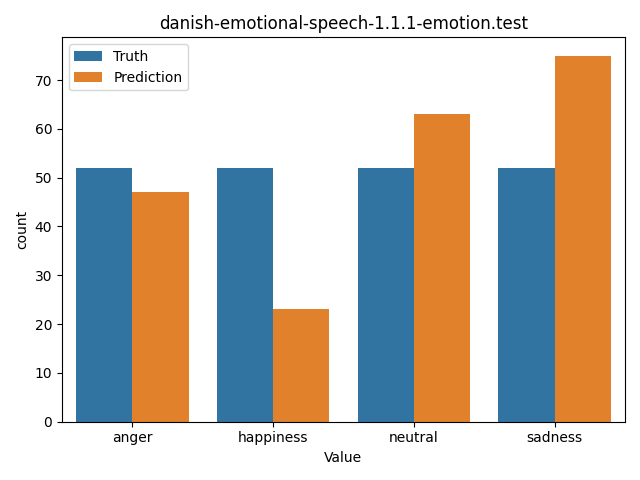 danish-emotional-speech-1.1.1-emotion.test
Truth
Prediction
count
70
60
50
40
30
20
10
0
anger happiness neutral sadness
Value